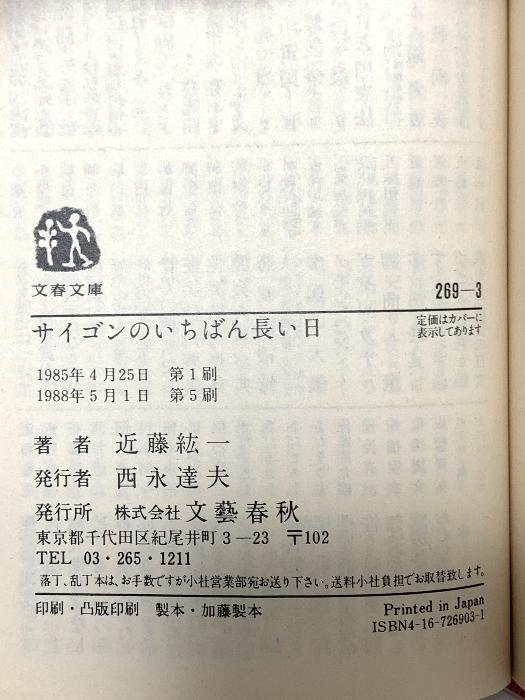 文春文庫
269—3
サイゴンのいちばん長い日
定価はカバーに
表示してあります
1985年4月25日 第1刷
1988年5月1日 第5刷
著 者 近藤紘一
発行者 西永達夫
発行所 株式会社 文藝春秋
東京都千代田区紀尾井町3—23 〒102
TEL 03・265・1211
落丁、乱丁本は、お手数ですが小社営業部宛お送り下さい。送料小社負担でお取替致します。
印刷・凸版印刷 製本・加藤製本
Printed in Japan
ISBN4-16-726903-1